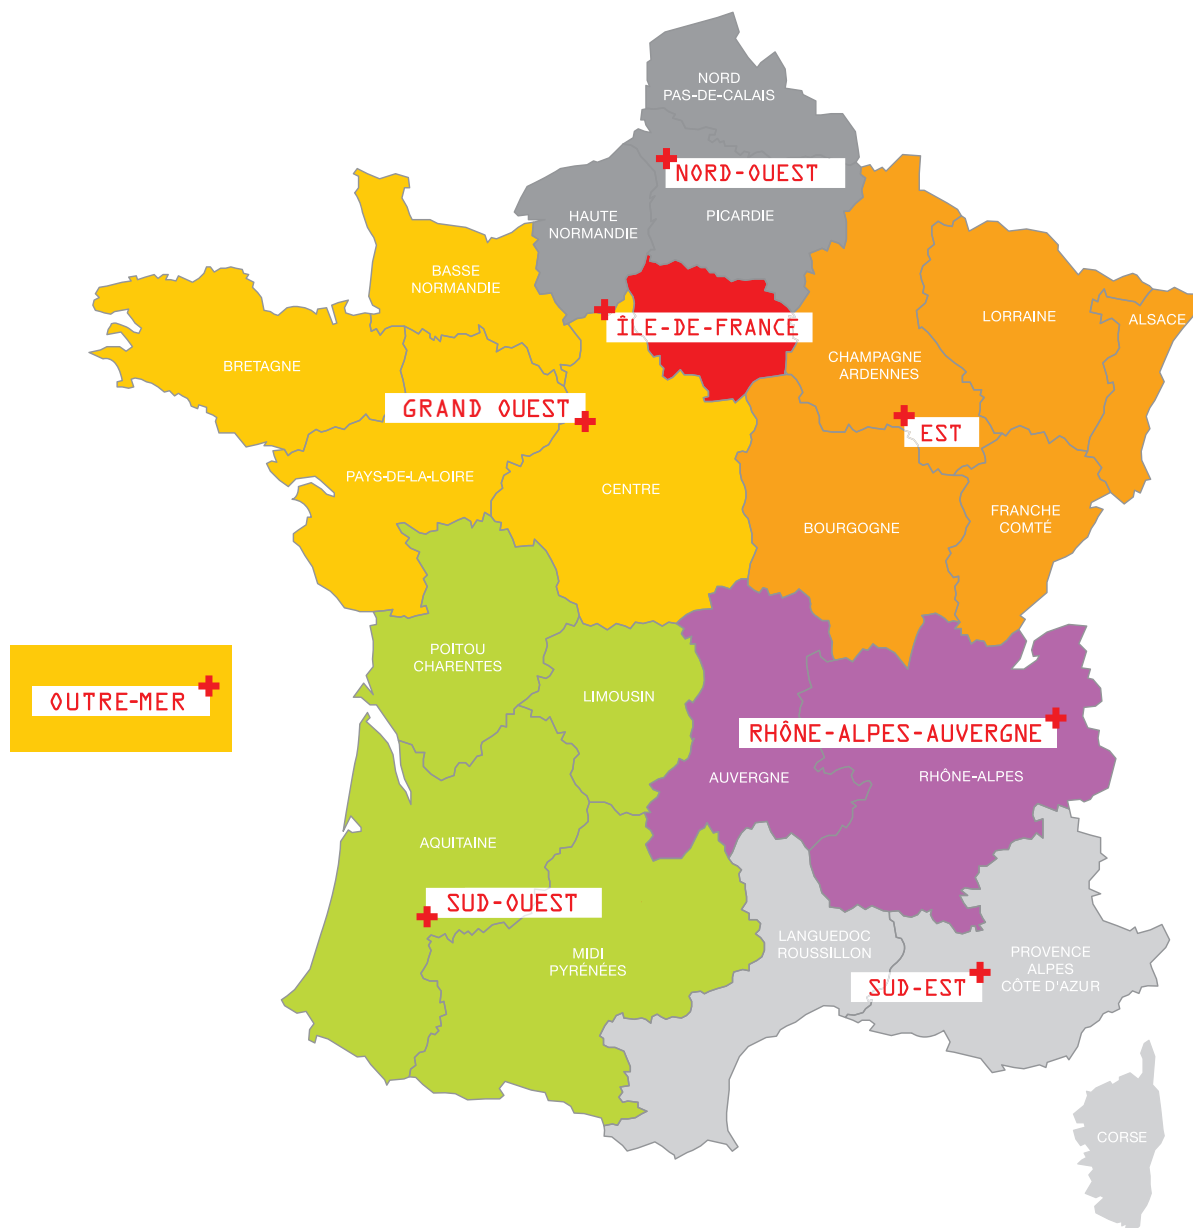 NORD
PAS-DE-CALAIS
NORD-OUEST
HAUTE
NORMANDIE
PICARDIE
BASSE
NORMANDIE
ÎLE-DE-FRANCE
LORRAINE
ALSACE
BRETAGNE
CHAMPAGNE
ARDENNES
GRAND OUEST
EST
PAYS-DE-LA-LOIRE
CENTRE
BOURGOGNE
FRANCHE
COMTÉ
POITOU
CHARENTES
LIMOUSIN
OUTRE-MER
RHÔNE-ALPES-AUVERGNE
AUVERGNE
RHÔNE-ALPES
AQUITAINE
SUD-OUEST
MIDI
PYRÉNÉES
LANGUEDOC
ROUSSILLON
PROVENCE
ALPES
CÔTE D'AZUR
SUD-EST
CORSE